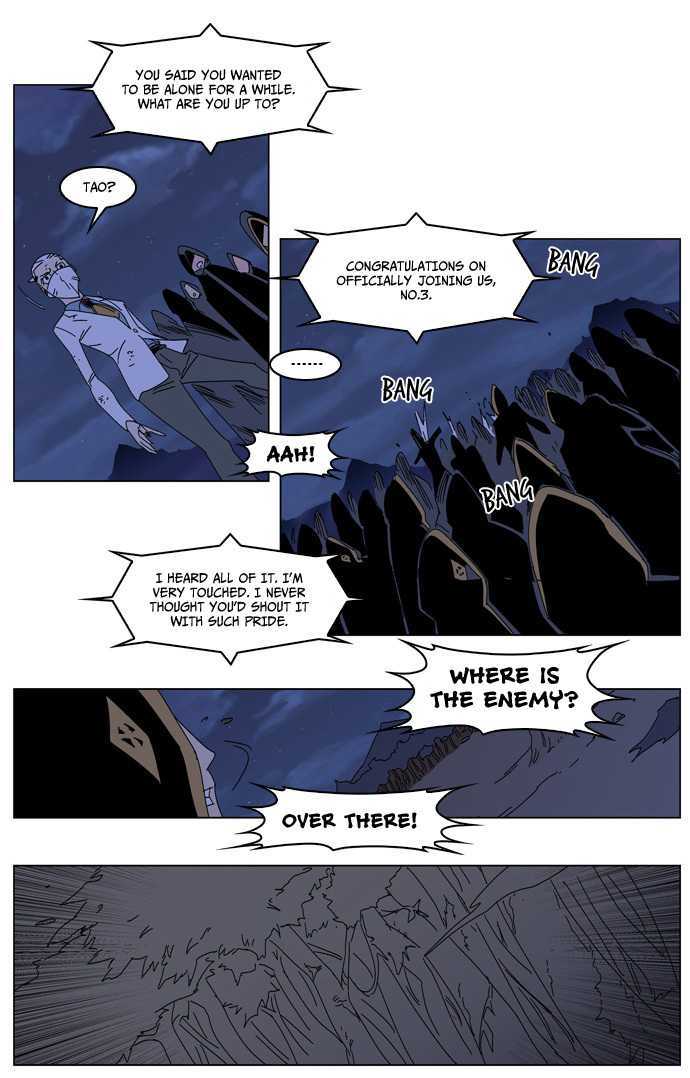 YOU SAID YOU WANTED
TO BE ALONE FOR A WHILE.
WHAT ARE YOU UP TO?
TAO?
CONGRATULATIONS ON
OFFICIALLY JOINING US,
NO.3.
BANG
------
BANG
AAH!
BANG
I HEARD ALL OF IT. I'M
VERY TOUCHED. I NEVER
THOUGHT YOU'D SHOUT IT
WITH SUCH PRIDE.
WHERE IS
THE ENEMY?
OVER THERE!